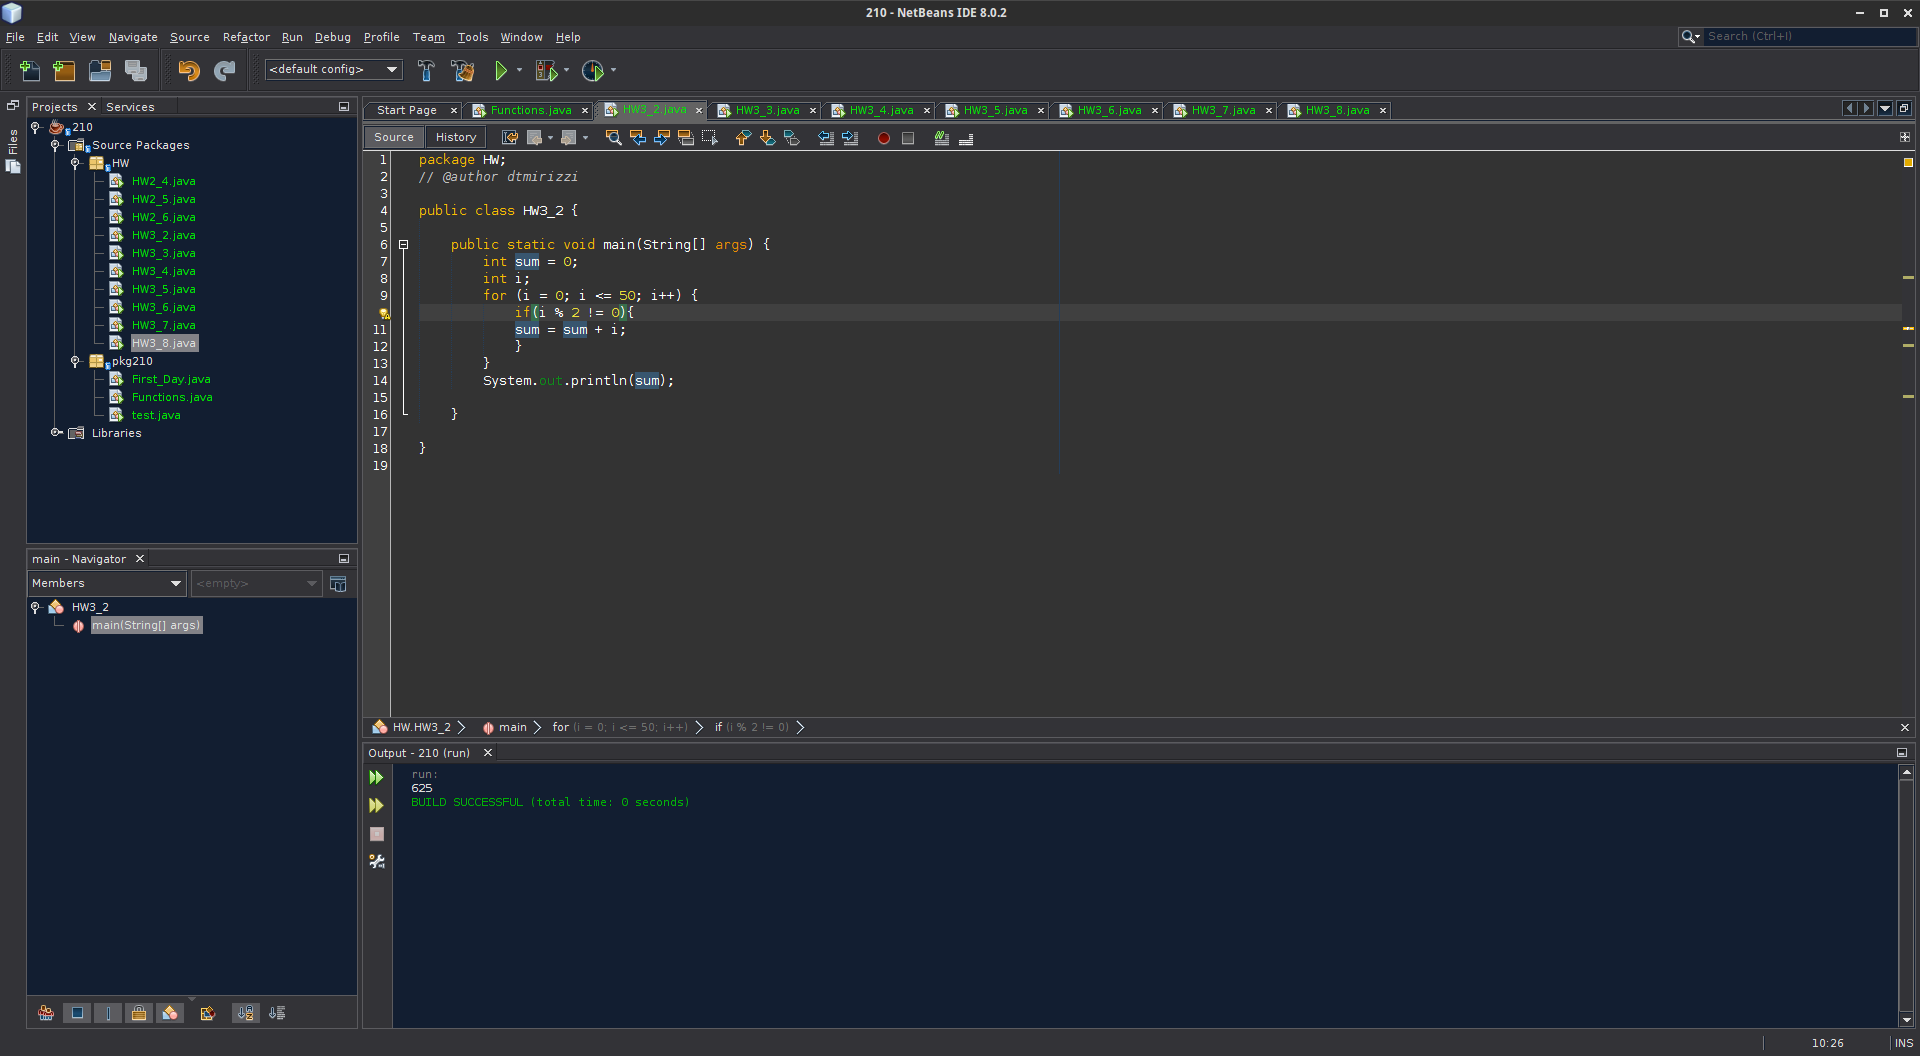 210 - NetBeans IDE 8.0.2
File Edit View Navigate Source Refactor Run Debug Profile Team Tools Window Help
Search (Ctrl+I)
<default config>
Files
Projects Services
210
Source Packages
HW
HW2_4.java
HW2_5.java
HW2_6.java
HW3_2.java
HW3_3.java
HW3_4.java
HW3_5.java
HW3_6.java
HW3_7.java
HW3_8.java
pkg210
First_Day.java
Functions.java
test.java
Libraries
main - Navigator
Members <empty>
HW3_2
main(String[] args)
Start Page Functions.java HW3_2.java HW3_3.java HW3_4.java HW3_5.java HW3_6.java HW3_7.java HW3_8.java
Source History
1 package HW;
2 // @author dtmirizzi
3
4 public class HW3_2 {
5
6 public static void main(String[] args) {
7 int sum = 0;
8 int i;
9 for (i = 0; i <= 50; i++) {
if(i % 2 != 0){
11 sum = sum + i;
12 }
13 }
14 System.out.println(sum);
15
16 }
17
18 }
19
HW.HW3_2 main for (i = 0; i <= 50; i++) if (i % 2 != 0)
Output - 210 (run)
run:
625
BUILD SUCCESSFUL (total time: 0 seconds)
10:26 INS